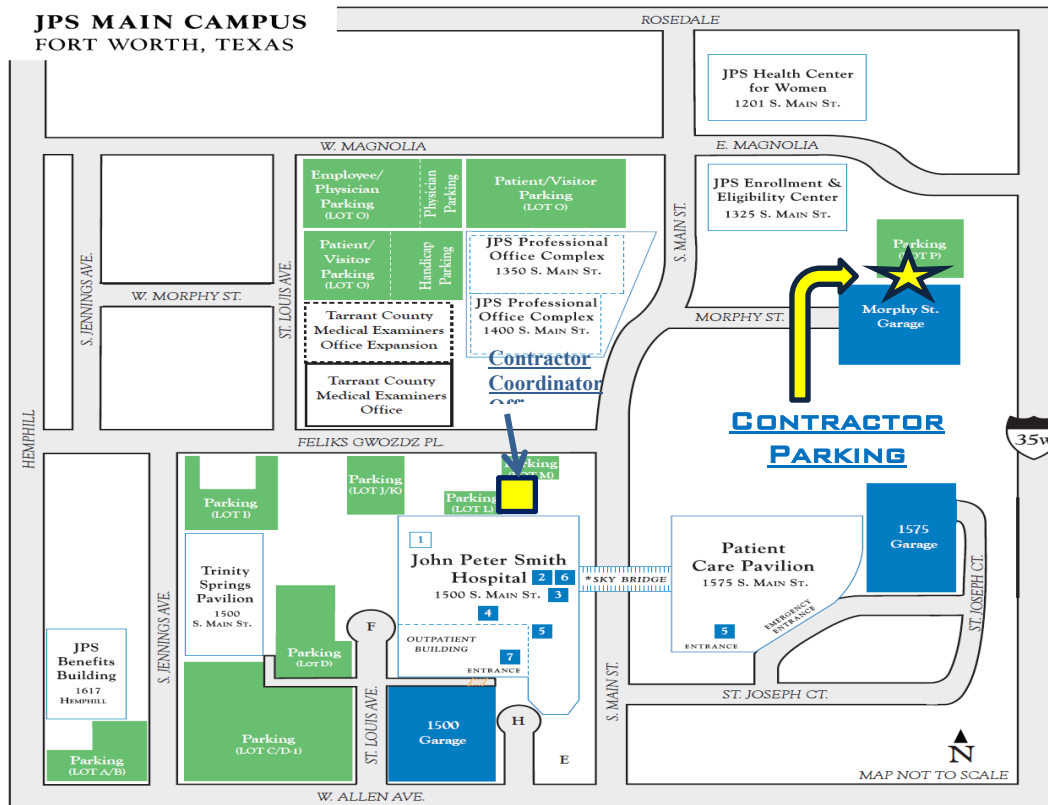 JPS MAIN CAMPUS
FORT WORTH, TEXAS
ROSEDALE
JPS Health Center
for Women
1201 S. MAIN ST.
W. MAGNOLIA
E. MAGNOLIA
Employee/
Physician
Parking
(LOT O)
Physician
Parking
Patient/Visitor
Parking
(LOT O)
JPS Enrollment &
Eligibility Center
1325 S. MAIN ST.
S. MAIN ST.
Patient/
Visitor
Parking
(LOT O)
Handicap
Parking
JPS Professional
Office Complex
1350 S. MAIN ST.
Parking
(LOT P)
S. JENNINGS AVE.
W. MORPHY ST.
ST. LOUIS AVE.
Tarrant County
Medical Examiners
Office Expansion
JPS Professional
Office Complex
1400 S. MAIN ST.
MORPHY ST.
Morphy St.
Garage
Contractor
Coordinator
Tarrant County
Medical Examiners
Office
CONTRACTOR
PARKING
HEMPHILL
FELIKS GWOZDZ PL.
35W
Parking
(LOT I)
Parking
(LOT J/K)
Parking
(LOT M)
Parking
(LOT L)
1
John Peter Smith
Hospital
2
6
1500 S. MAIN ST.
3
4
5
*SKY BRIDGE
Patient
Care Pavilion
1575 S. MAIN ST.
1575
Garage
EMERGENCY
ENTRANCE
5
ENTRANCE
ST. JOSEPH CT.
Trinity
Springs
Pavilion
1500
S. MAIN ST.
F
OUTPATIENT
BUILDING
7
ENTRANCE
S. JENNINGS AVE.
JPS
Benefits
Building
1617
HEMPHILL
Parking
(LOT D)
ST. LOUIS AVE.
S. MAIN ST.
ST. JOSEPH CT.
Parking
(LOT A/B)
Parking
(LOT C/D-1)
1500
Garage
H
E
N
MAP NOT TO SCALE
W. ALLEN AVE.